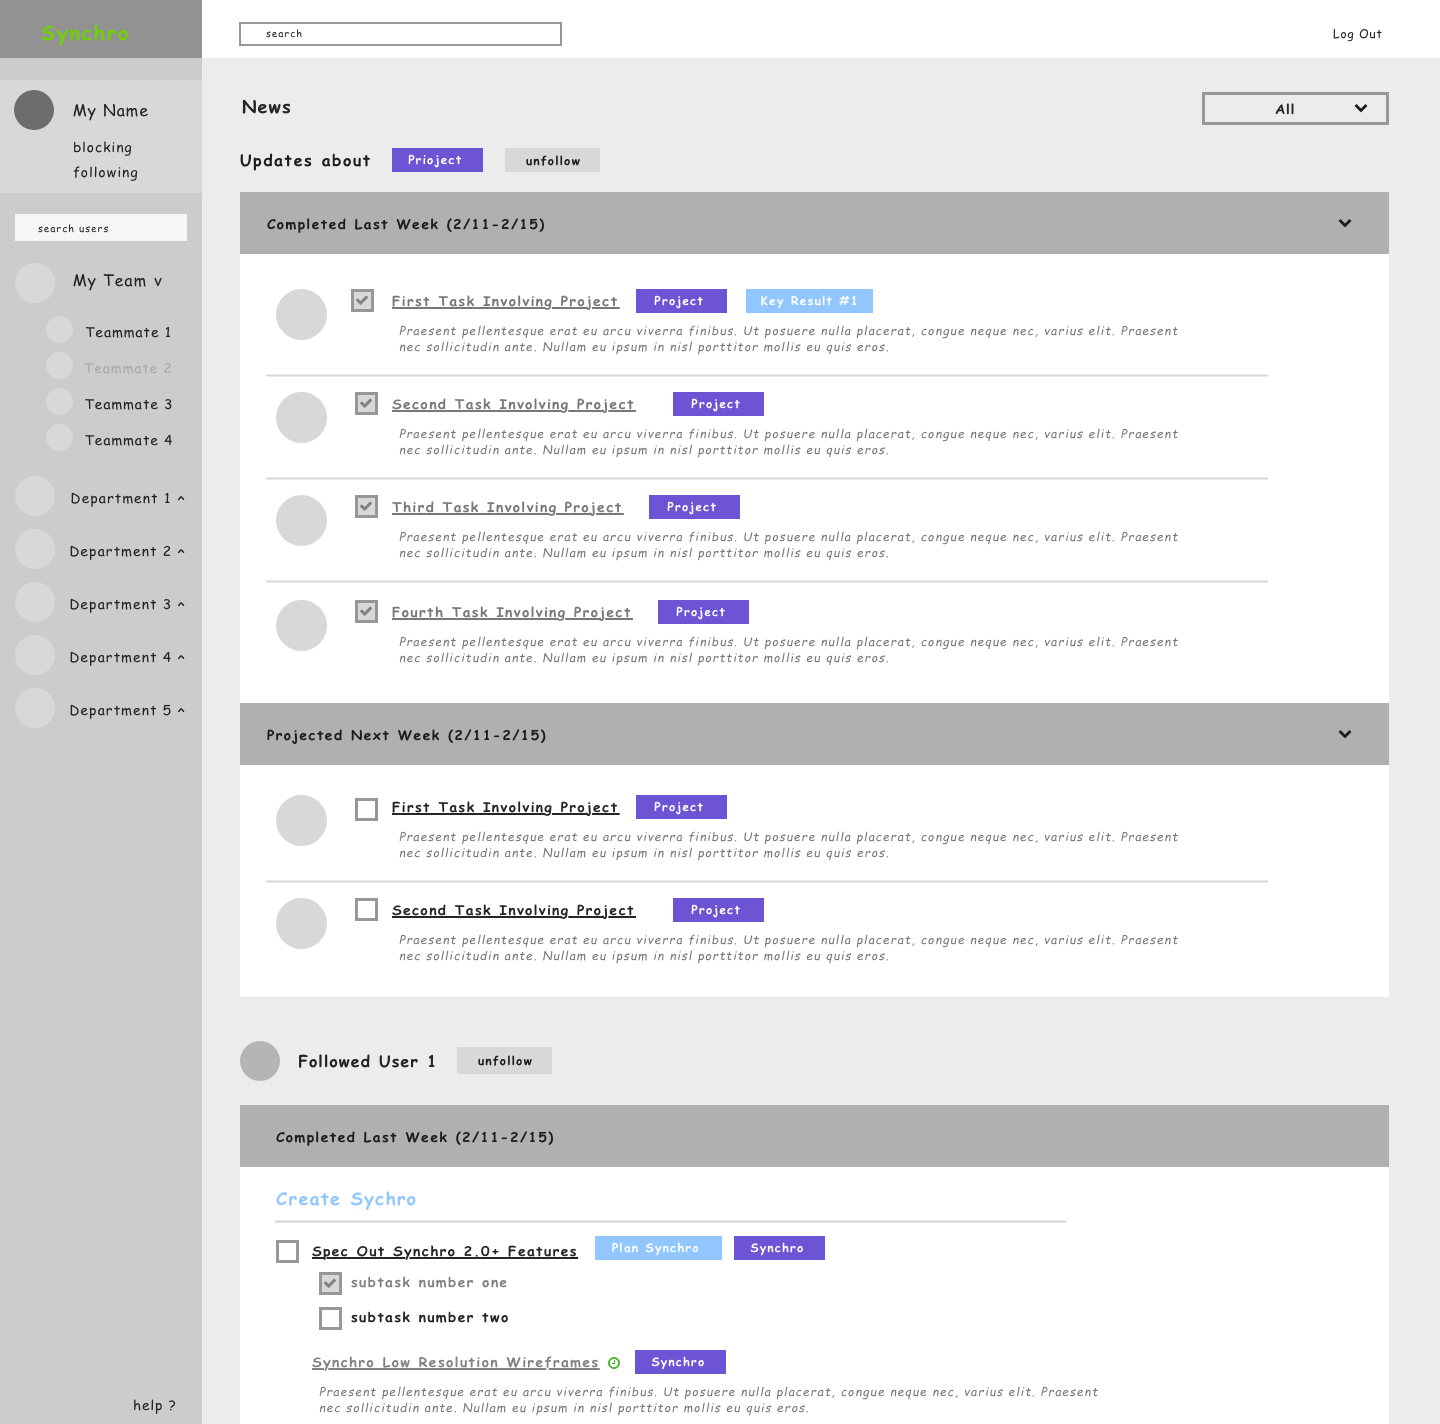 Synchro
search
Log Out
My Name
blocking
following
search users
My Team v
Teammate 1
Teammate 2
Teammate 3
Teammate 4
Department 1 ^
Department 2 ^
Department 3 ^
Department 4 ^
Department 5 ^
help ?
News
All
Updates about Prioject unfollow
Completed Last Week (2/11-2/15)
First Task Involving Project Project Key Result #1
Praesent pellentesque erat eu arcu viverra finibus. Ut posuere nulla placerat, congue neque nec, varius elit. Praesent
nec sollicitudin ante. Nullam eu ipsum in nisl porttitor mollis eu quis eros.
Second Task Involving Project Project
Praesent pellentesque erat eu arcu viverra finibus. Ut posuere nulla placerat, congue neque nec, varius elit. Praesent
nec sollicitudin ante. Nullam eu ipsum in nisl porttitor mollis eu quis eros.
Third Task Involving Project Project
Praesent pellentesque erat eu arcu viverra finibus. Ut posuere nulla placerat, congue neque nec, varius elit. Praesent
nec sollicitudin ante. Nullam eu ipsum in nisl porttitor mollis eu quis eros.
Fourth Task Involving Project Project
Praesent pellentesque erat eu arcu viverra finibus. Ut posuere nulla placerat, congue neque nec, varius elit. Praesent
nec sollicitudin ante. Nullam eu ipsum in nisl porttitor mollis eu quis eros.
Projected Next Week (2/11-2/15)
First Task Involving Project Project
Praesent pellentesque erat eu arcu viverra finibus. Ut posuere nulla placerat, congue neque nec, varius elit. Praesent
nec sollicitudin ante. Nullam eu ipsum in nisl porttitor mollis eu quis eros.
Second Task Involving Project Project
Praesent pellentesque erat eu arcu viverra finibus. Ut posuere nulla placerat, congue neque nec, varius elit. Praesent
nec sollicitudin ante. Nullam eu ipsum in nisl porttitor mollis eu quis eros.
Followed User 1 unfollow
Completed Last Week (2/11-2/15)
Create Sychro
Spec Out Synchro 2.0+ Features Plan Synchro Synchro
subtask number one
subtask number two
Synchro Low Resolution Wireframes Synchro
Praesent pellentesque erat eu arcu viverra finibus. Ut posuere nulla placerat, congue neque nec, varius elit. Praesent
nec sollicitudin ante. Nullam eu ipsum in nisl porttitor mollis eu quis eros.